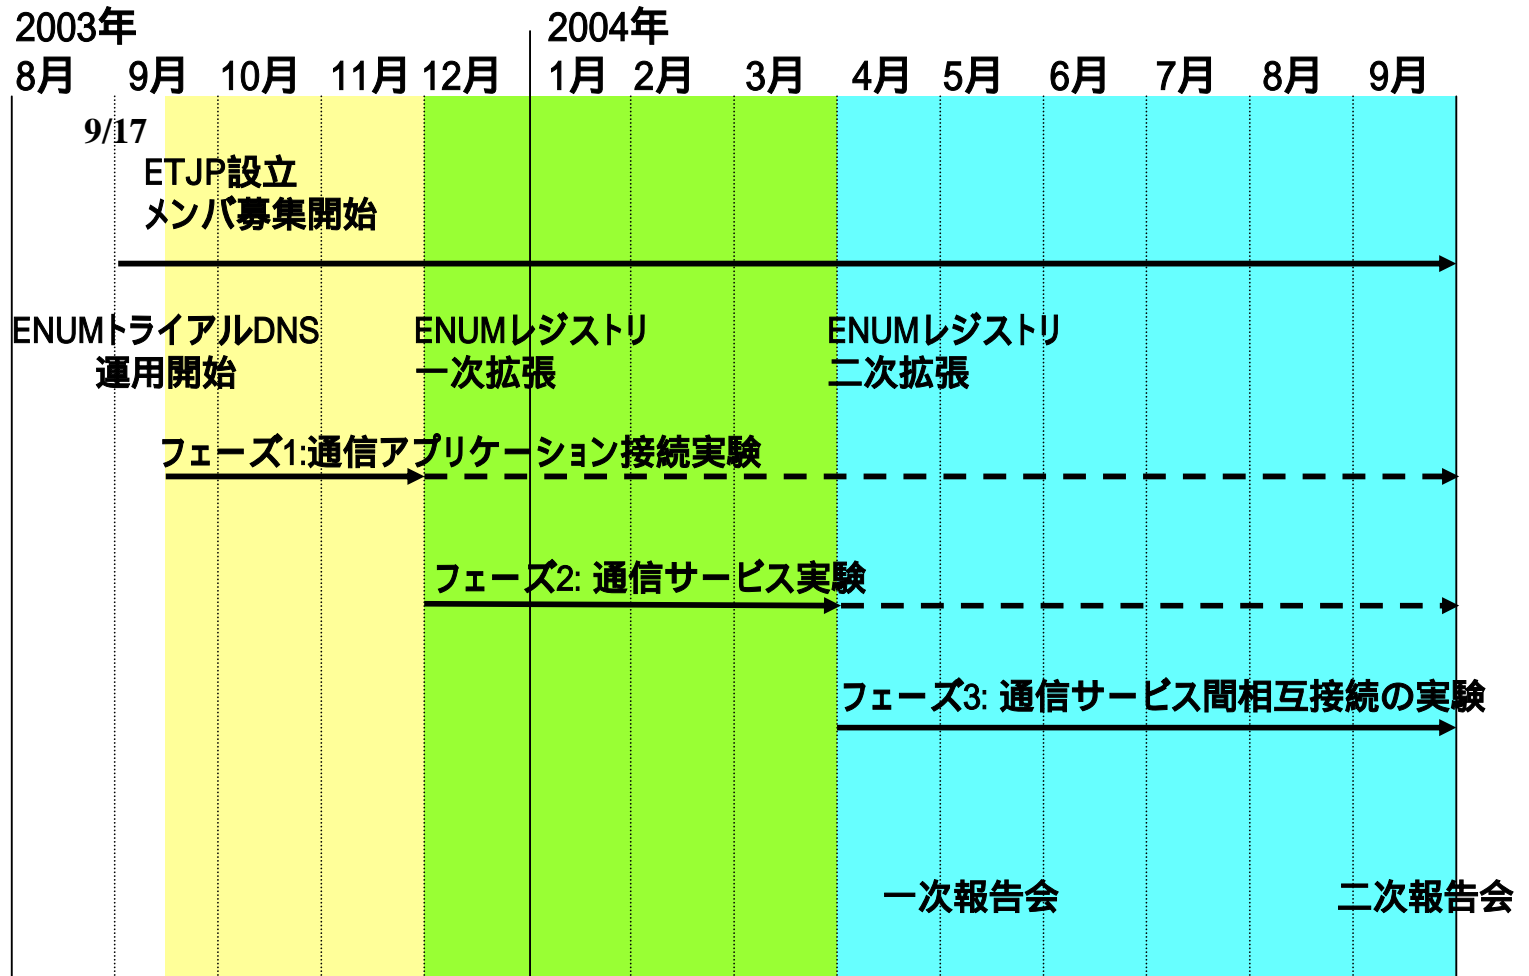 2003年 2004年
8月 9月 10月 11月 12月 1月 2月 3月 4月 5月 6月 7月 8月 9月
9/17
ETJP設立
メンバ募集開始
ENUMトライアルDNS ENUMレジストリ ENUMレジストリ
運用開始 一次拡張 二次拡張
フェーズ1:通信アプリケーション接続実験
フェーズ2: 通信サービス実験
フェーズ3: 通信サービス間相互接続の実験
一次報告会 二次報告会